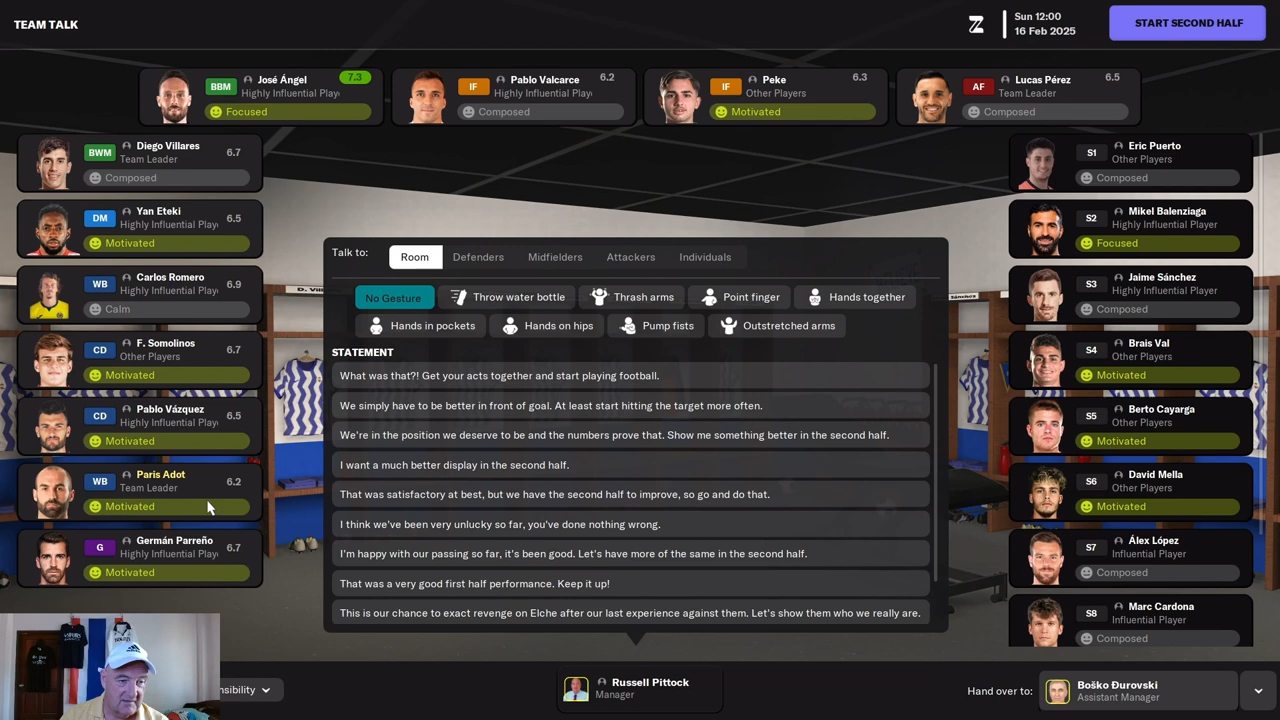 TEAM TALK
Sun 12:00
16 Feb 2025
START SECOND HALF
BBM José Ángel 7.3
Highly Influential Play
Focused
IF Pablo Valcarce 6.2
Highly Influential Play
Composed
IF Peke 6.3
Other Players
Motivated
AF Lucas Pérez 6.5
Team Leader
Composed
BWM Diego Villares 6.7
Team Leader
Composed
DM Yan Eteki 6.5
Highly Influential Playe
Motivated
WB Carlos Romero 6.9
Highly Influential Playe
Calm
CD F. Somolinos 6.7
Other Players
Motivated
CD Pablo Vázquez 6.5
Highly Influential Playe
Motivated
WB Paris Adot 6.2
Team Leader
Motivated
G Germán Parreño 6.7
Highly Influential Playe
Motivated
Talk to: Room Defenders Midfielders Attackers Individuals
No Gesture Throw water bottle Thrash arms Point finger Hands together
Hands in pockets Hands on hips Pump fists Outstretched arms
STATEMENT
What was that?! Get your acts together and start playing football.
We simply have to be better in front of goal. At least start hitting the target more often.
We're in the position we deserve to be and the numbers prove that. Show me something better in the second half.
I want a much better display in the second half.
That was satisfactory at best, but we have the second half to improve, so go and do that.
I think we've been very unlucky so far, you've done nothing wrong.
I'm happy with our passing so far, it's been good. Let's have more of the same in the second half.
That was a very good first half performance. Keep it up!
This is our chance to exact revenge on Elche after our last experience against them. Let's show them who we really are.
S1 Eric Puerto
Other Players
Composed
S2 Mikel Balenziaga
Highly Influential Player
Focused
S3 Jaime Sánchez
Highly Influential Player
Composed
S4 Brais Val
Other Players
Motivated
S5 Berto Cayarga
Other Players
Motivated
S6 David Mella
Other Players
Motivated
S7 Álex López
Influential Player
Composed
S8 Marc Cardona
Influential Player
Composed
nsibility
Russell Pittock
Manager
Hand over to:
Boško Đurovski
Assistant Manager